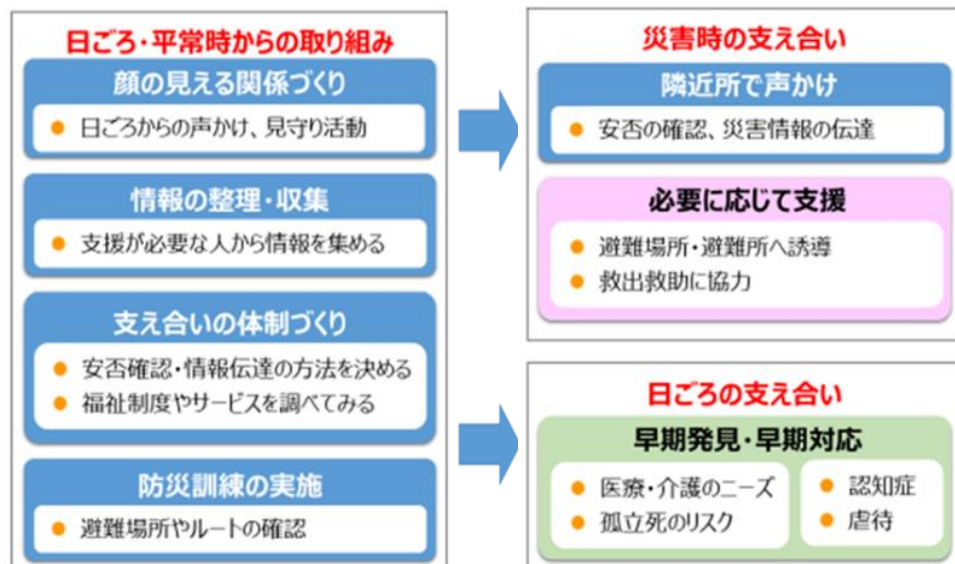 日ごろ・平常時からの取り組み
顔の見える関係づくり
日ごろからの声かけ、見守り活動
情報の整理・収集
支援が必要な人から情報を集める
支え合いの体制づくり
安否確認・情報伝達の方法を決める
福祉制度やサービスを調べてみる
防災訓練の実施
避難場所やルートの確認
災害時の支え合い
隣近所で声かけ
安否の確認、災害情報の伝達
必要に応じて支援
避難場所・避難所へ誘導
救出救助に協力
日ごろの支え合い
早期発見・早期対応
医療・介護のニーズ
孤立死のリスク
認知症
虐待